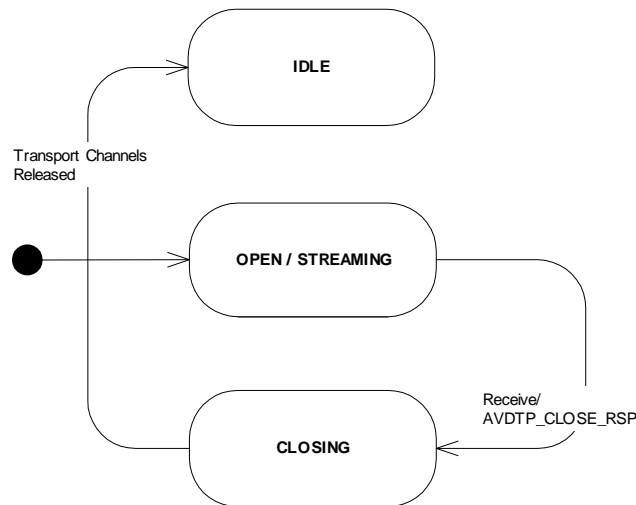 IDLE
Transport Channels
Released
OPEN / STREAMING
Receive/
AVDTP_CLOSE_RSP
CLOSING